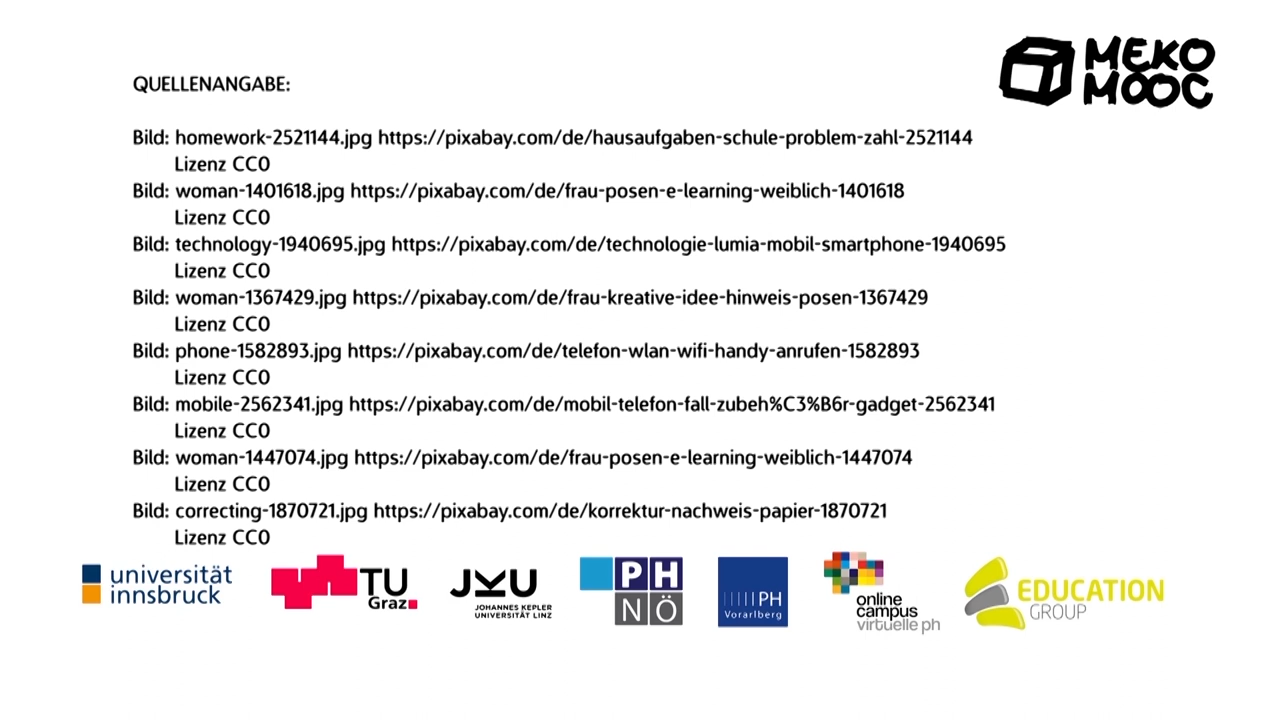 MEKO
MOOC
QUELLENANGABE:
Bild: homework-2521144.jpg https://pixabay.com/de/hausaufgaben-schule-problem-zahl-2521144
Lizenz CC0
Bild: woman-1401618.jpg https://pixabay.com/de/frau-posen-e-learning-weiblich-1401618
Lizenz CC0
Bild: technology-1940695.jpg https://pixabay.com/de/technologie-lumia-mobil-smartphone-1940695
Lizenz CC0
Bild: woman-1367429.jpg https://pixabay.com/de/frau-kreative-idee-hinweis-posen-1367429
Lizenz CC0
Bild: phone-1582893.jpg https://pixabay.com/de/telefon-wlan-wifi-handy-anrufen-1582893
Lizenz CC0
Bild: mobile-2562341.jpg https://pixabay.com/de/mobil-telefon-fall-zubeh%C3%B6r-gadget-2562341
Lizenz CC0
Bild: woman-1447074.jpg https://pixabay.com/de/frau-posen-e-learning-weiblich-1447074
Lizenz CC0
Bild: correcting-1870721.jpg https://pixabay.com/de/korrektur-nachweis-papier-1870721
Lizenz CC0
universität
innsbruck
TU
Graz
JKU
JOHANNES KEPLER
UNIVERSITÄT LINZ
PH
NÖ
PH
Vorarlberg
online
campus
virtuelle ph
EDUCATION
GROUP